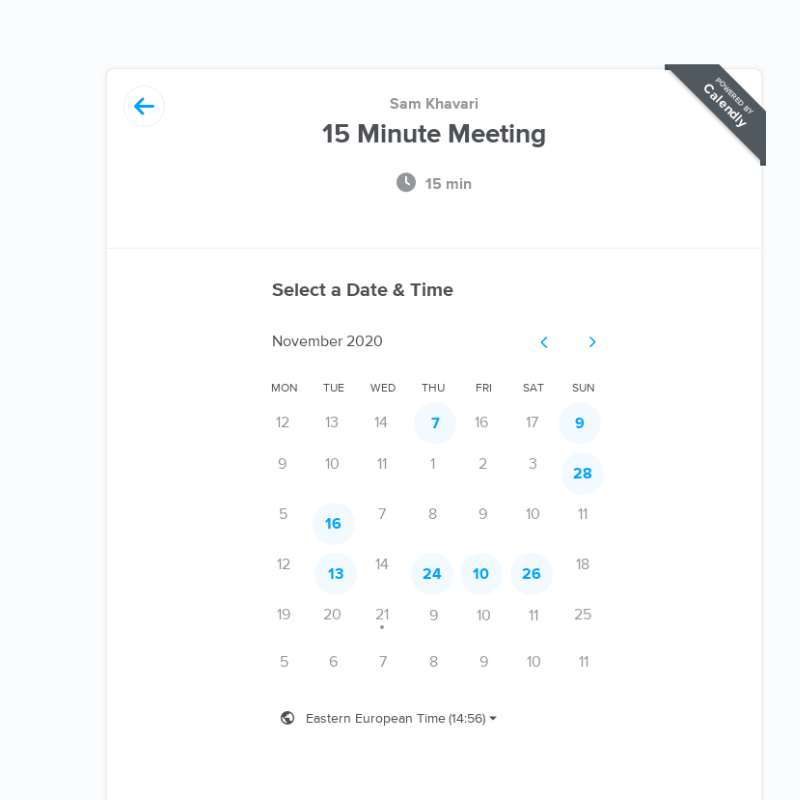 POWERED BY
Calendly
Sam Khavari
15 Minute Meeting
15 min
Select a Date & Time
November 2020
MON TUE WED THU FRI SAT SUN
12 13 14 7 16 17 9
9 10 11 1 2 3 28
5 16 7 8 9 10 11
12 13 14 24 10 26 18
19 20 21 9 10 11 25
5 6 7 8 9 10 11
Eastern European Time (14:56)